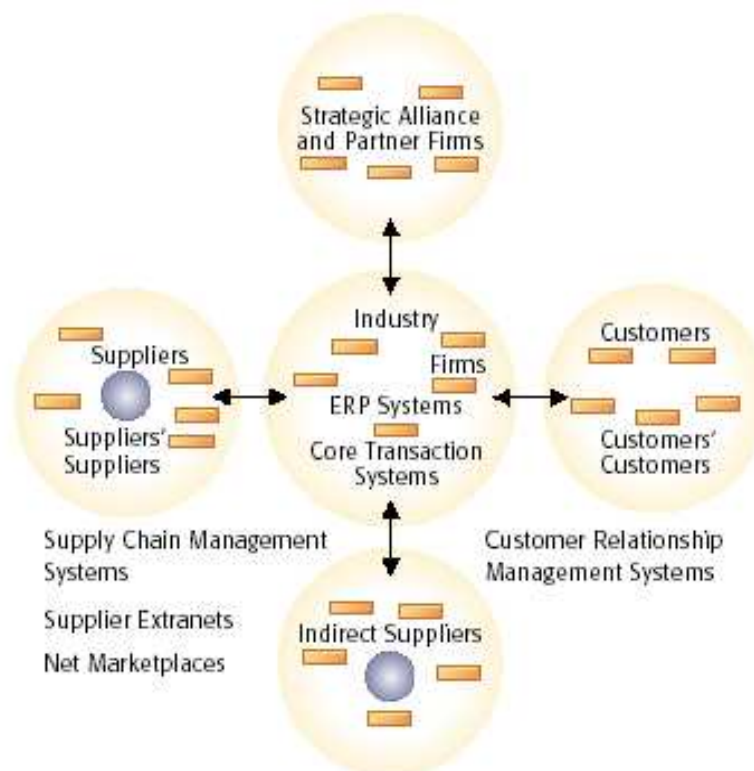 Strategic Alliance
and Partner Firms
Industry
Firms
ERP Systems
Core Transaction
Systems
Suppliers
Suppliers'
Suppliers
Customers
Customers'
Customers
Supply Chain Management
Systems
Supplier Extranets
Net Marketplaces
Customer Relationship
Management Systems
Indirect Suppliers